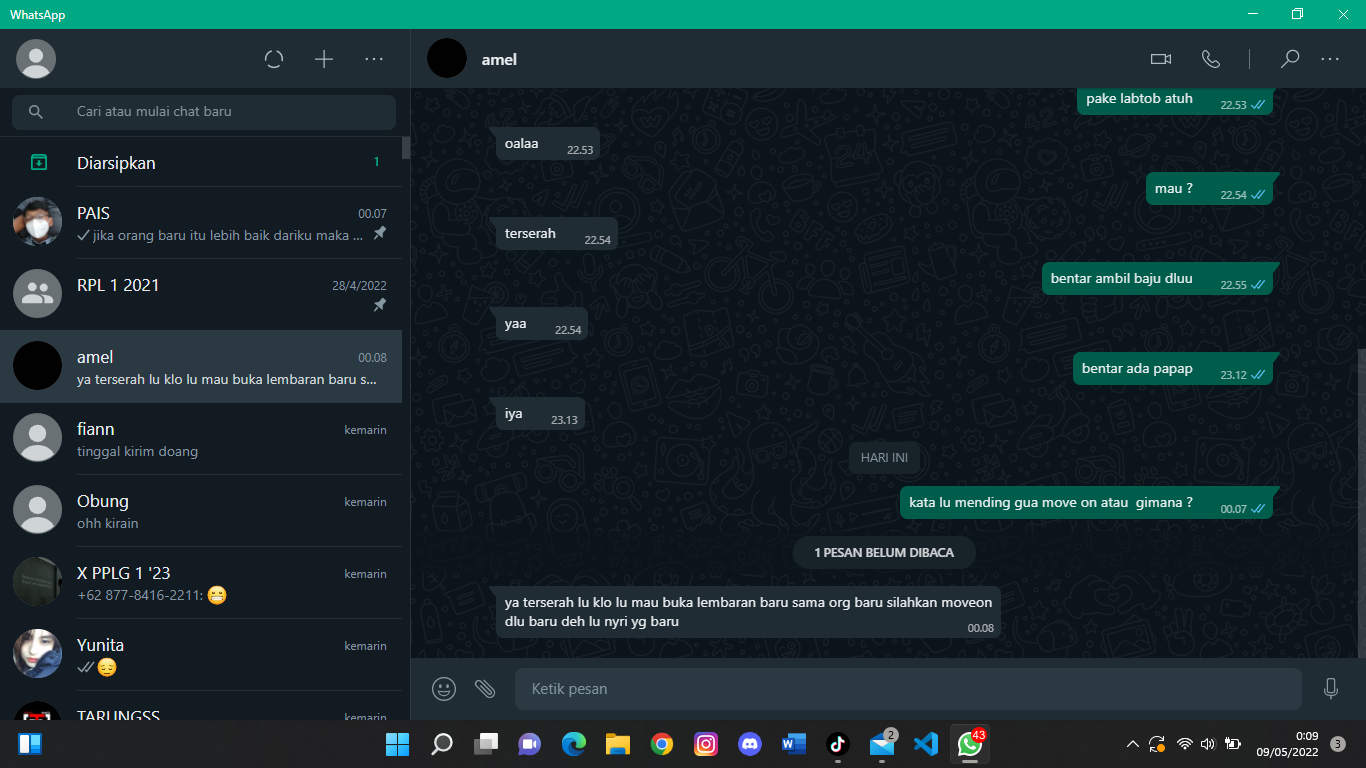 WhatsApp
Cari atau mulai chat baru
Diarsipkan 1
PAIS 00.07
jika orang baru itu lebih baik dariku maka ...
RPL 1 2021 28/4/2022
amel 00.08
ya terserah lu klo lu mau buka lembaran baru s...
fiann kemarin
tinggal kirim doang
Obung kemarin
ohh kirain
X PPLG 1 '23 kemarin
+62 877-8416-2211: 😁
Yunita kemarin
😔
TARUNGSS kemarin
amel
pake labtob atuh 22.53
oalaa 22.53
mau ? 22.54
terserah 22.54
bentar ambil baju dluu 22.55
yaa 22.54
bentar ada papap 23.12
iya 23.13
HARI INI
kata lu mending gua move on atau  gimana ? 00.07
1 PESAN BELUM DIBACA
ya terserah lu klo lu mau buka lembaran baru sama org baru silahkan moveon
dlu baru deh lu nyri yg baru 00.08
Ketik pesan
2
43
0:09
09/05/2022
3